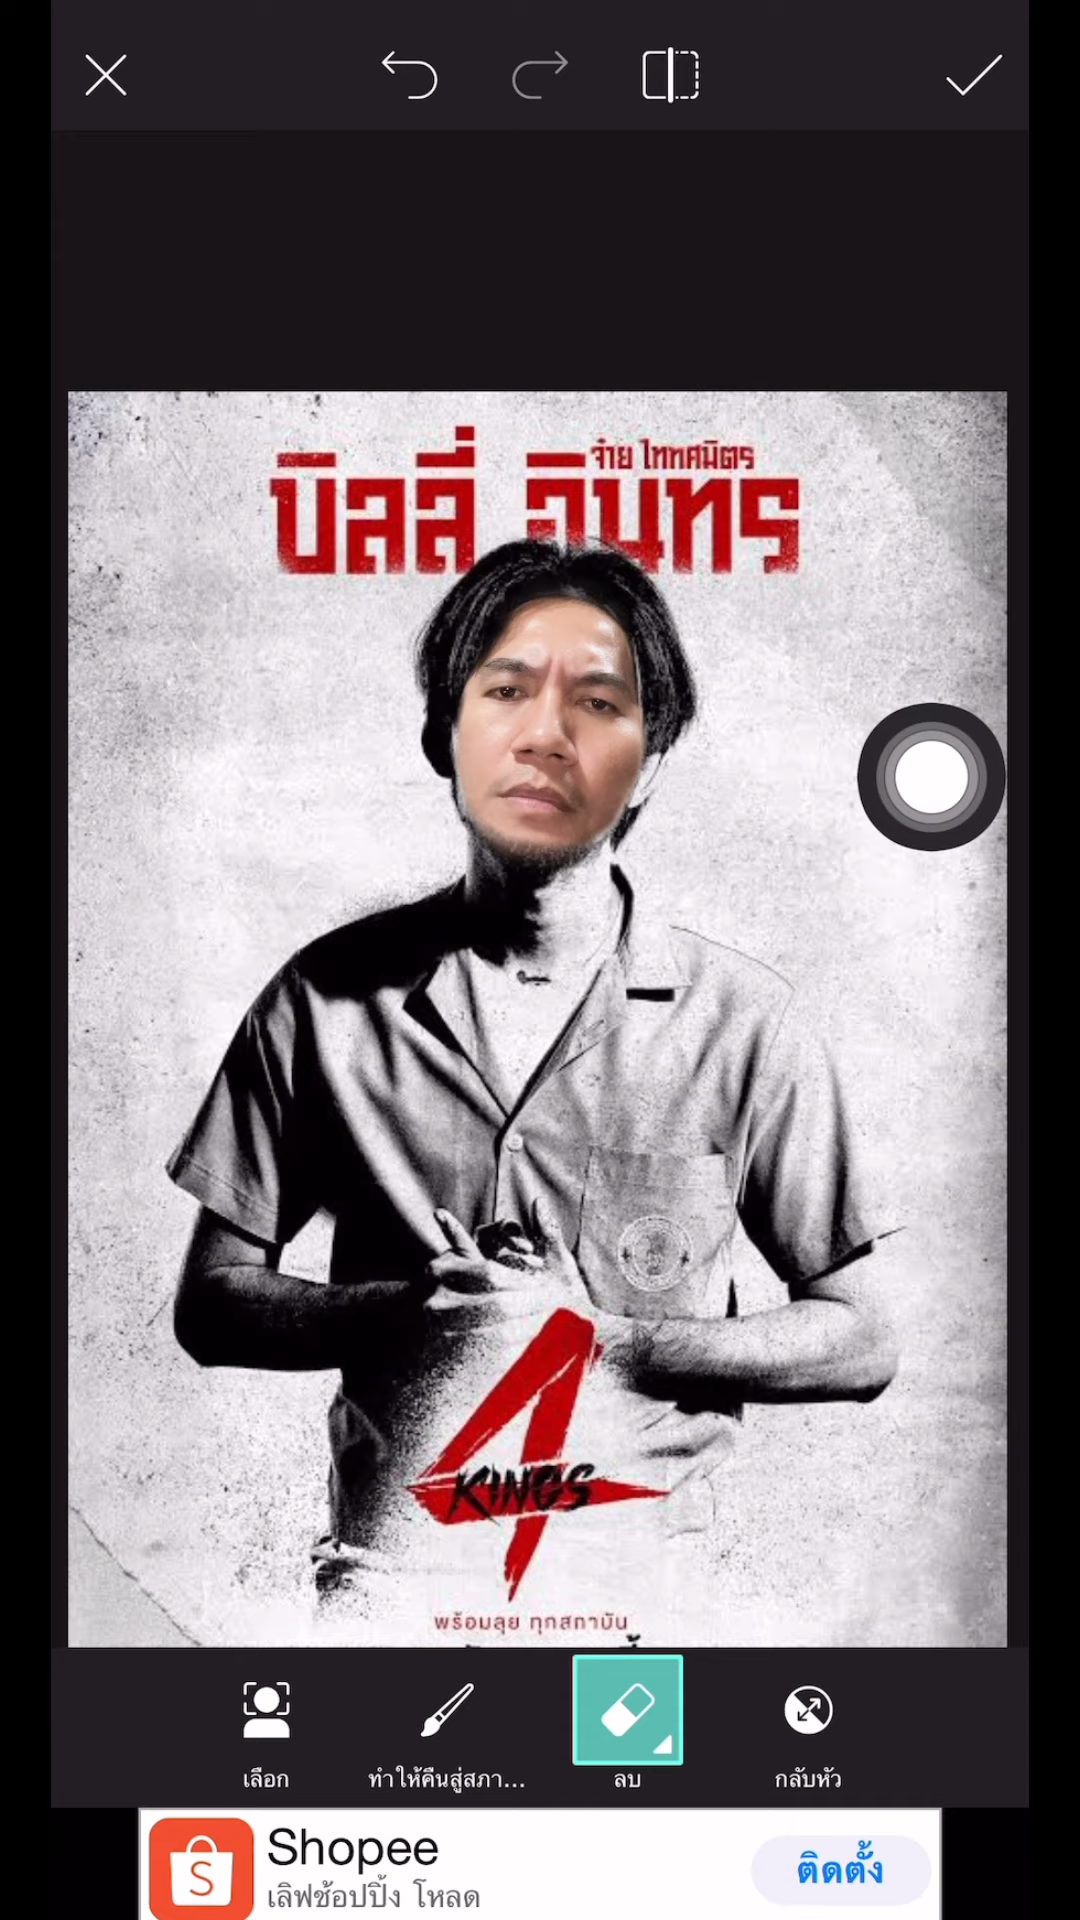 จ๋าย ไททศมิตร
บิลลี่ อินทร
4
KINGS
พร้อมลุย ทุกสถาบัน
เลือก
ทำให้คืนสู่สภา...
ลบ
กลับหัว
Shopee
เลิฟช้อปปิ้ง โหลด
ติดตั้ง